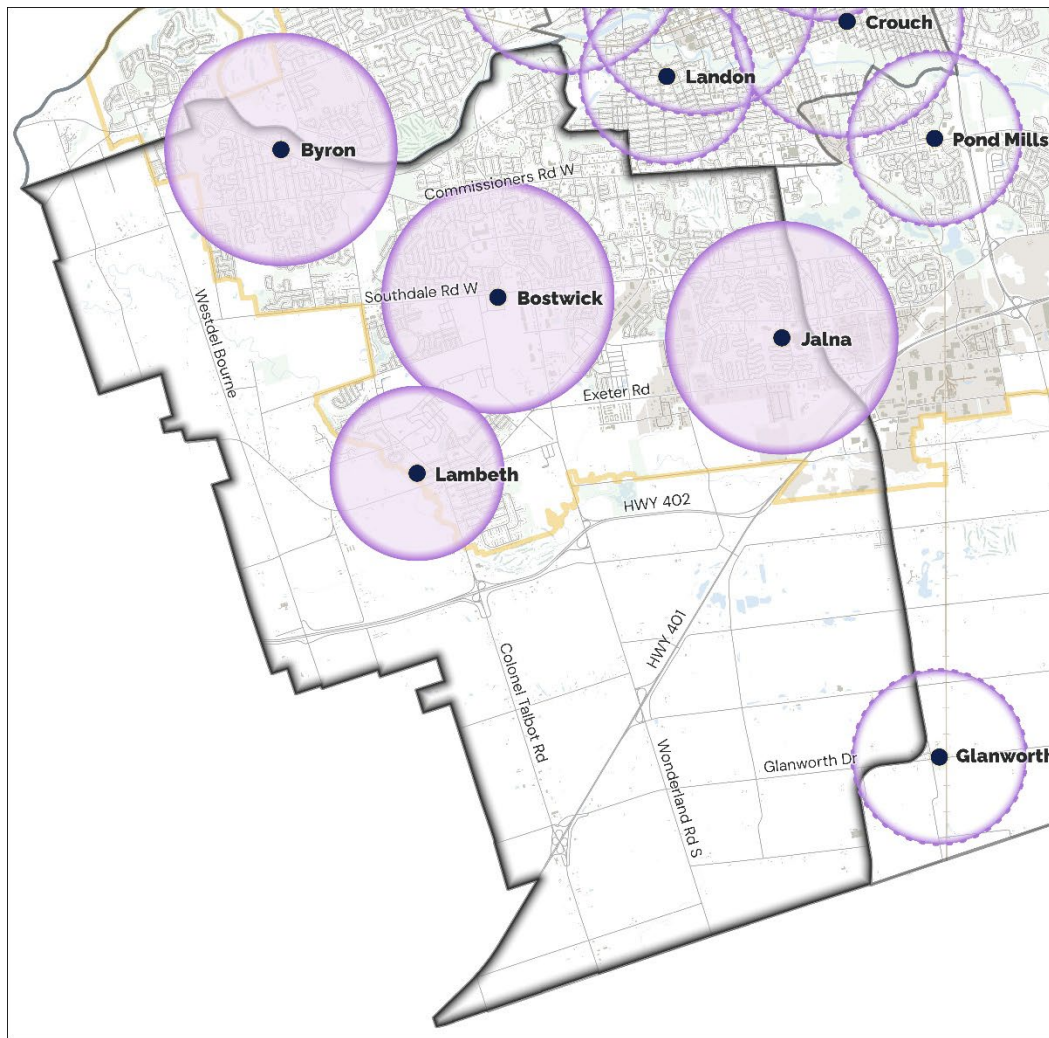 Crouch
Landon
Pond Mills
Byron
Commissioners Rd W
Westdel Bourne
Southdale Rd W
Bostwick
Jalna
Exeter Rd
Lambeth
HWY 402
HWY 401
Colonel Talbot Rd
Wonderland Rd S
Glanworth Dr
Glanworth